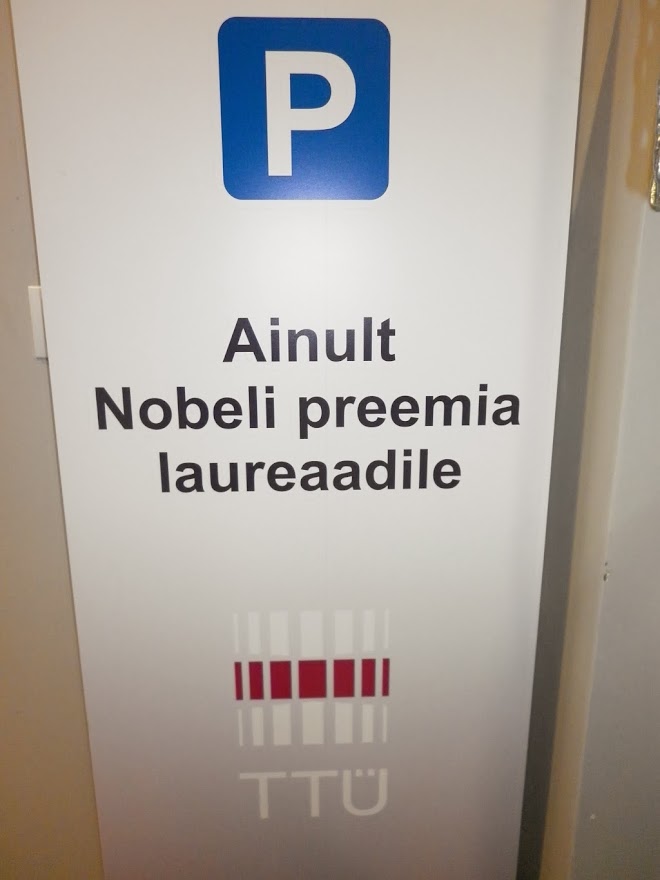 P
Ainult
Nobeli preemia
laureaadile
TTÜ